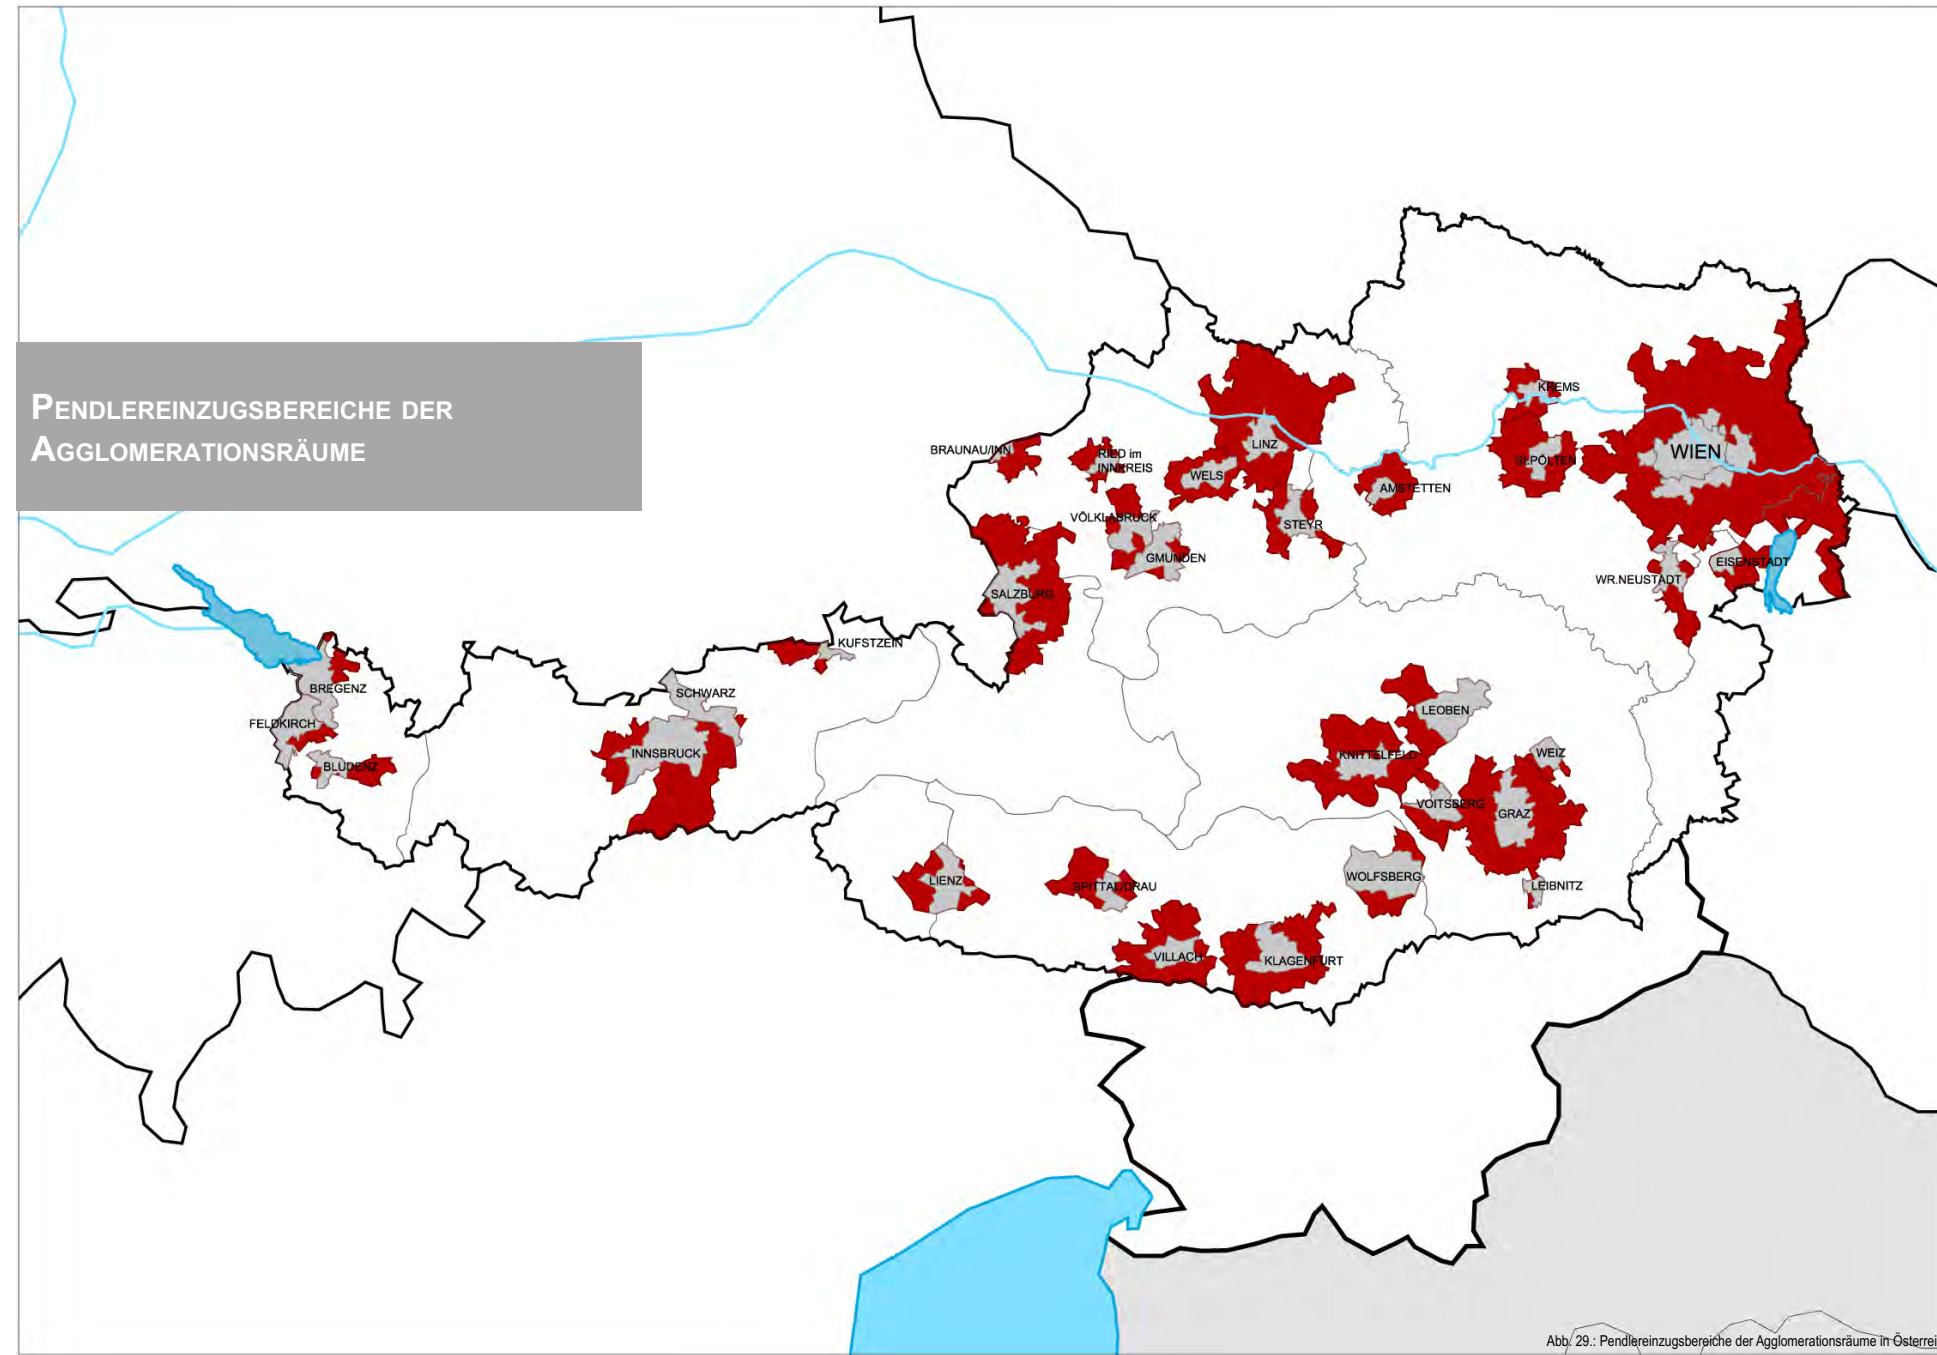 PENDLEREINZUGSBEREICHE DER
AGGLOMERATIONSRÄUME
KREMS
BRAUNAU/INN
RIED im
INNKREIS
LINZ
WIEN
ST.PÖLTEN
WELS
AMSTETTEN
VÖLKLABRUCK
STEYR
GMUNDEN
EISENSTADT
WR.NEUSTADT
SALZBURG
KUFSTZEIN
BREGENZ
SCHWARZ
FELDKIRCH
LEOBEN
INNSBRUCK
KNITTELFELD
WEIZ
BLUDENZ
VOITSBERG
GRAZ
LIENZ
SPITTAL/DRAU
WOLFSBERG
LEIBNITZ
VILLACH
KLAGENFURT
Abb. 29.: Pendlereinzugsbereiche der Agglomerationsräume in Österrei